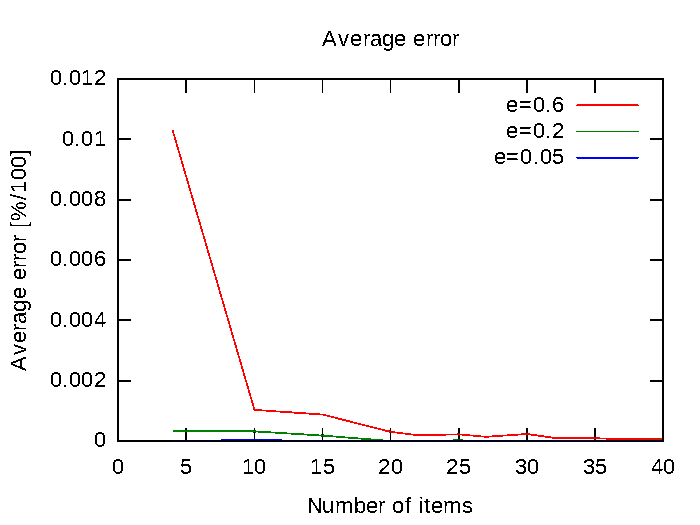 Average error
0.012
0.01
0.008
0.006
0.004
0.002
0
Average error [%/100]
e=0.6
e=0.2
e=0.05
0 5 10 15 20 25 30 35 40
Number of items